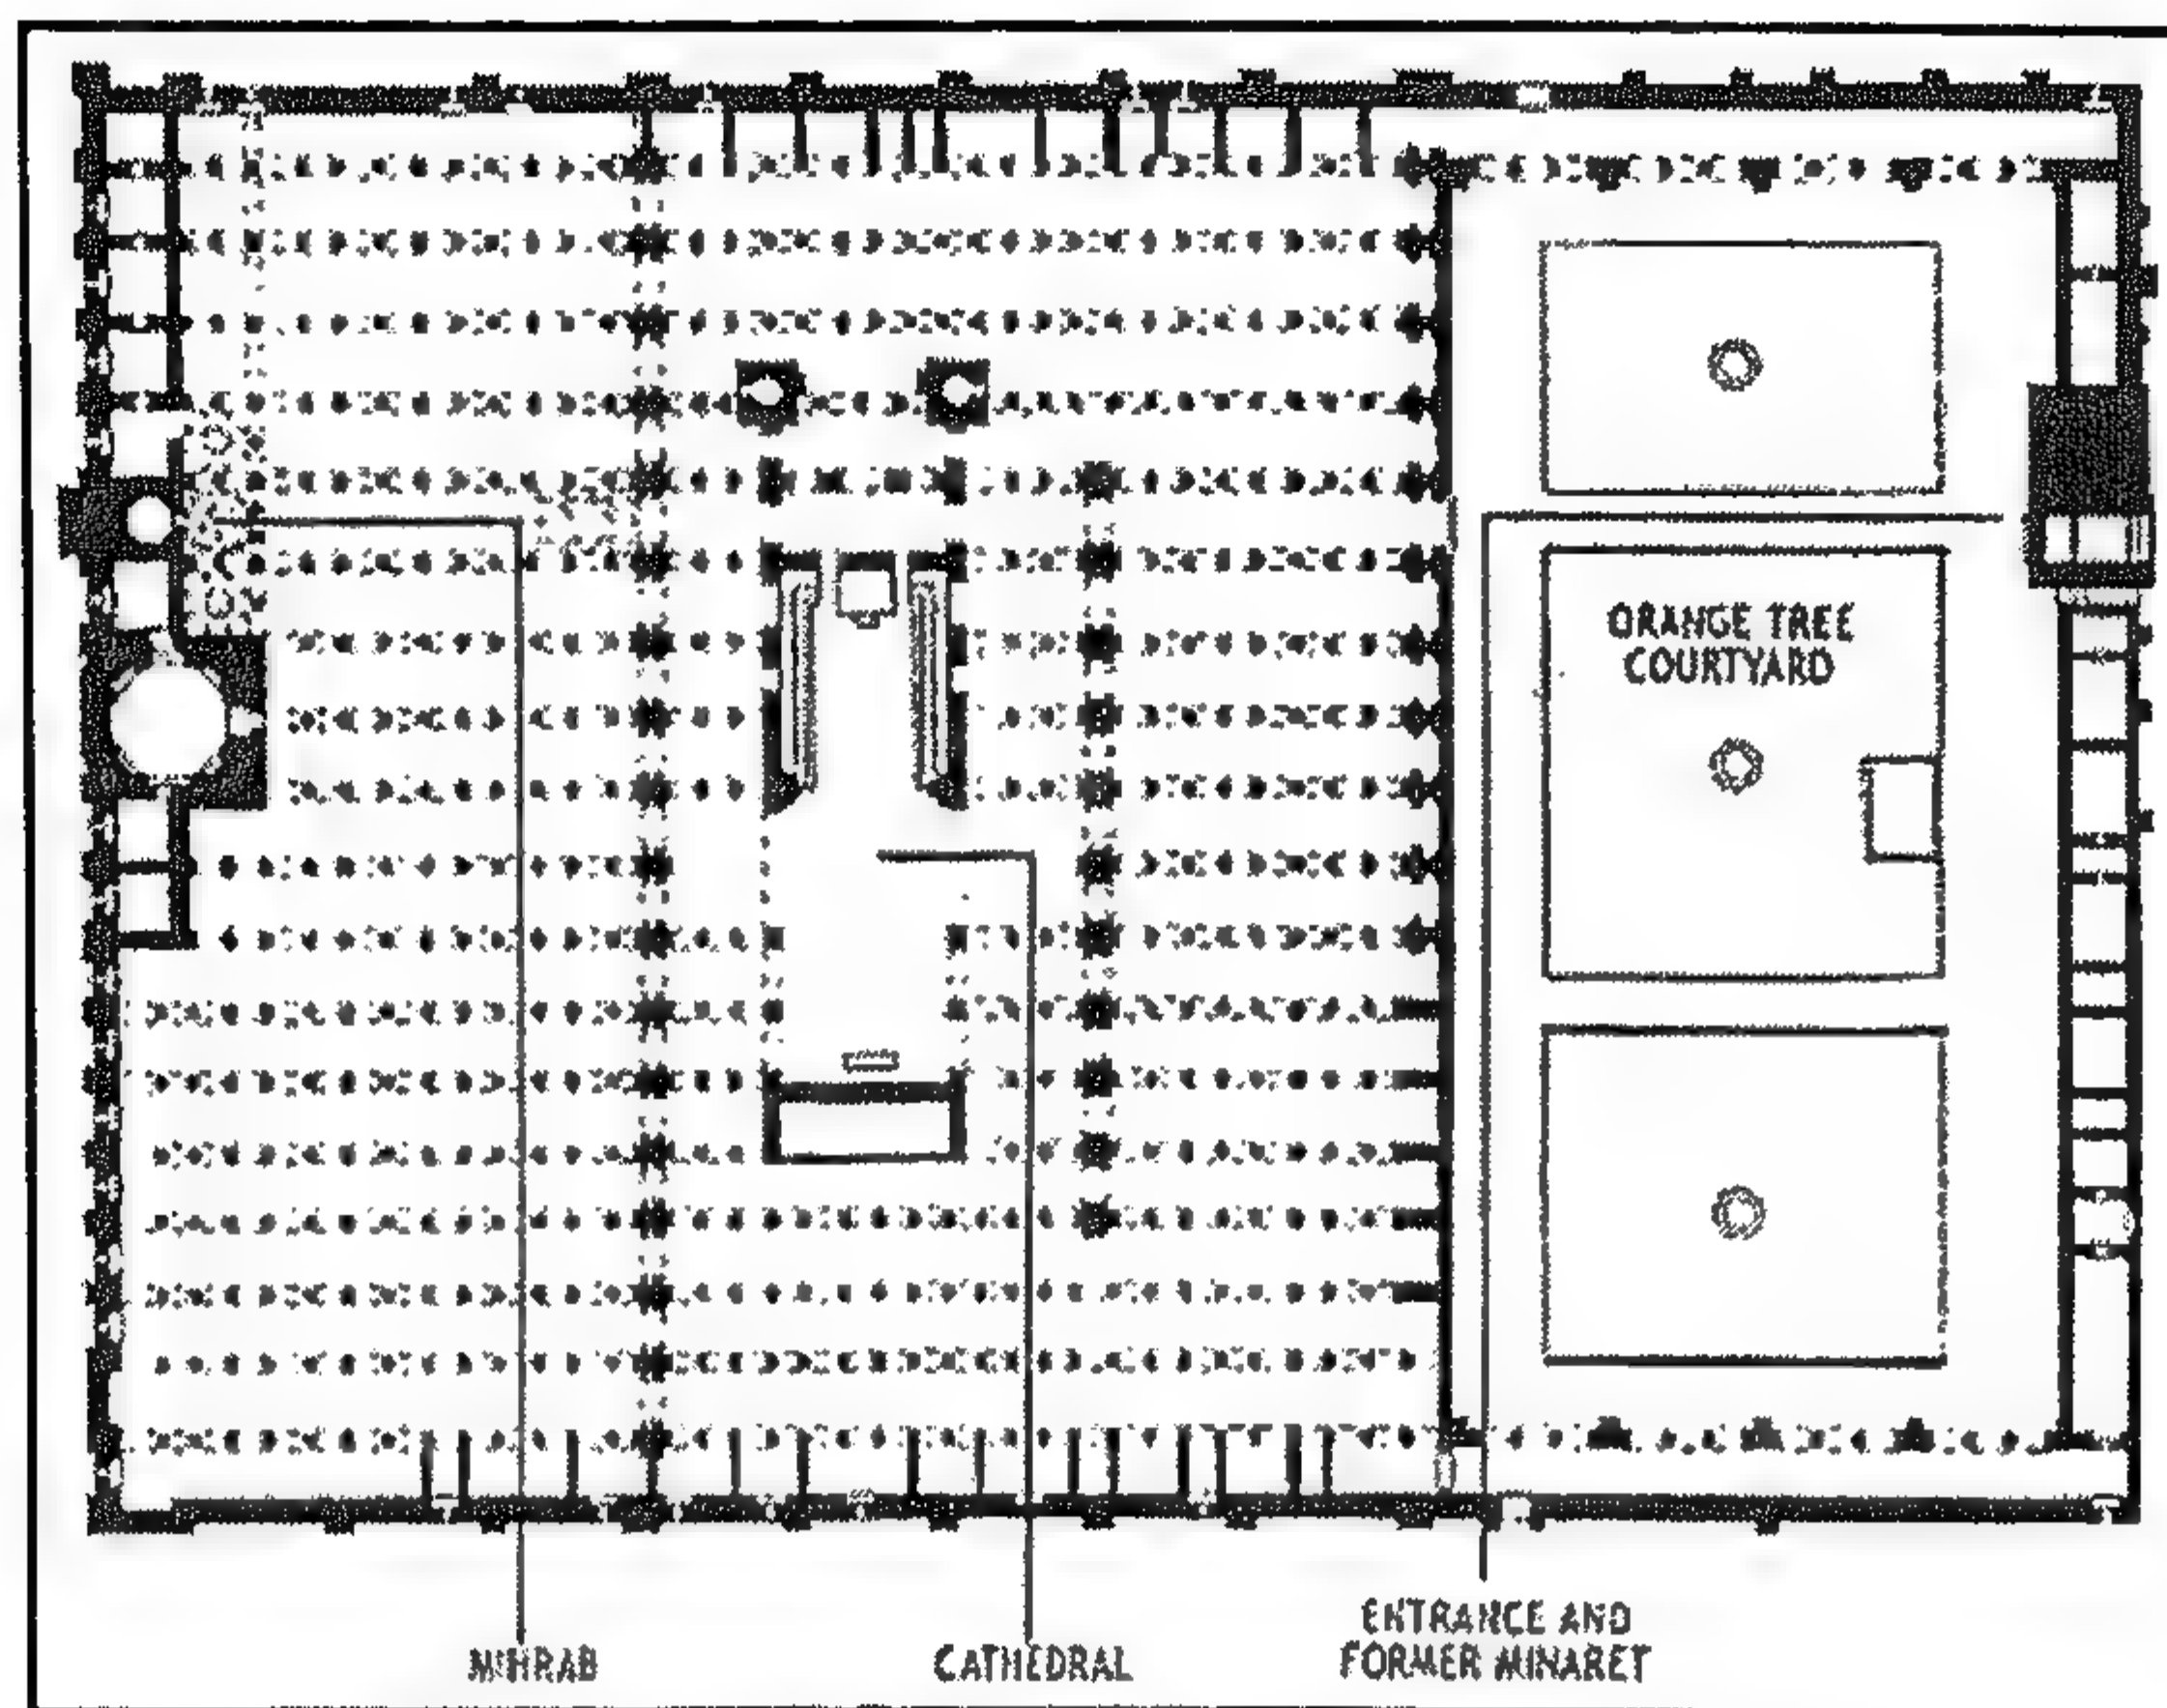 ORANGE TREE
COURTYARD
MIHRAB
CATHEDRAL
ENTRANCE AND
FORMER MINARET